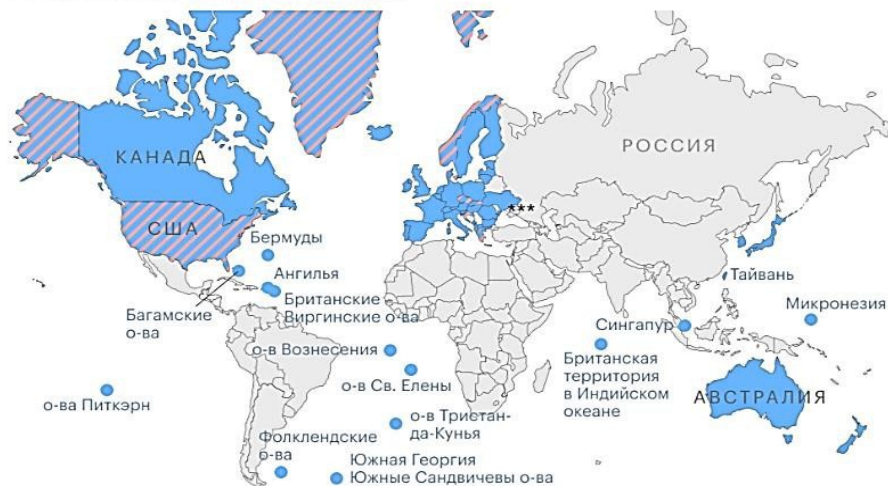 КАНАДА
РОССИЯ
***
США
Бермуды
Ангилья
Тайвань
Британские
Виргинские о-ва
Багамские
о-ва
Микронезия
Сингапур
о-в Вознесения
Британская
территория
в Индийском
океане
о-в Св. Елены
о-ва Питкэрн
АВСТРАЛИЯ
о-в Тристан-
да-Кунья
Фолклендские
о-ва
Южная Георгия
Южные Сандвичевы о-ва